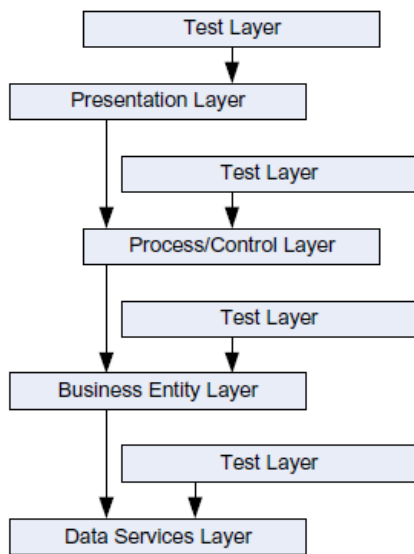 Test Layer
Presentation Layer
Test Layer
Process/Control Layer
Test Layer
Business Entity Layer
Test Layer
Data Services Layer